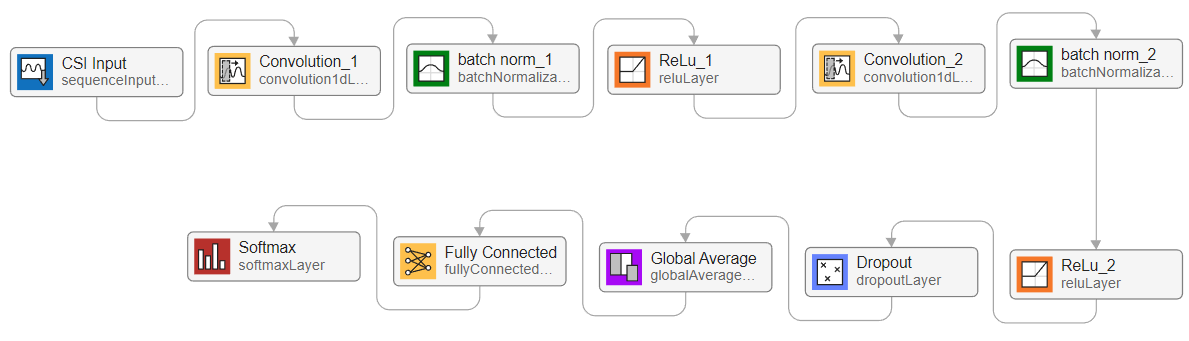 CSI Input
sequenceInput...
Convolution_1
convolution1dL...
batch norm_1
batchNormaliza...
ReLu_1
reluLayer
Convolution_2
convolution1dL...
batch norm_2
batchNormaliza...
Softmax
softmaxLayer
Fully Connected
fullyConnected...
Global Average
globalAverage...
Dropout
dropoutLayer
ReLu_2
reluLayer